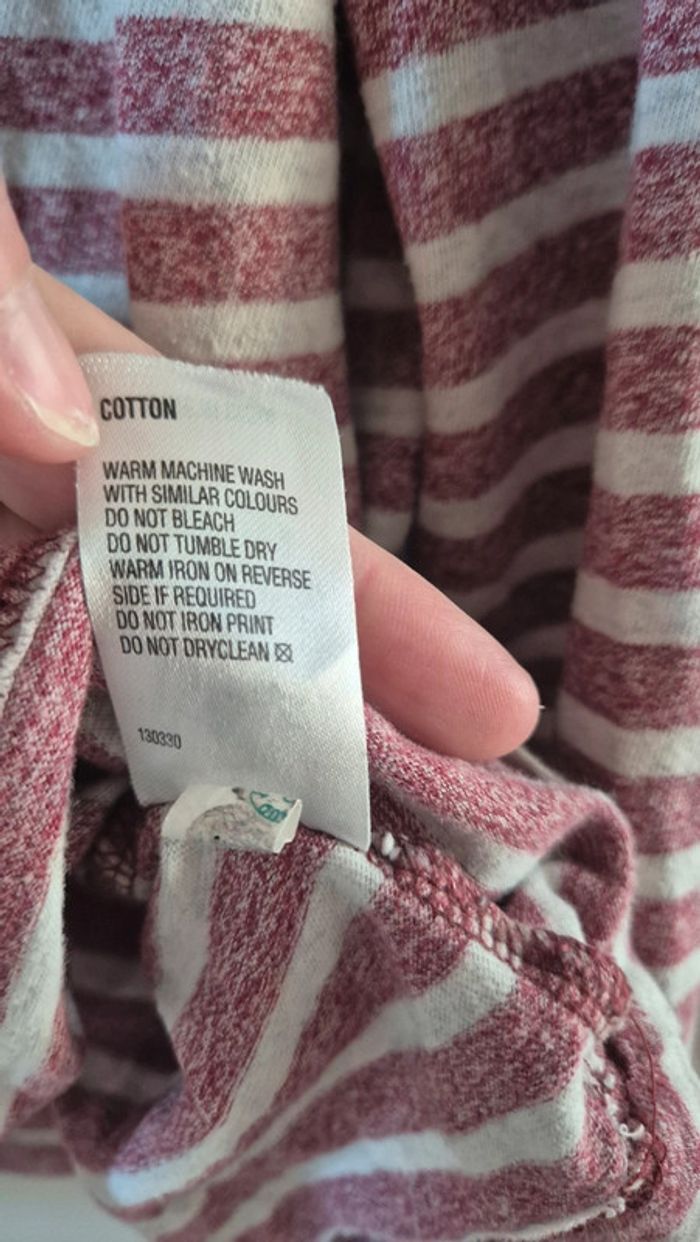 COTTON
WARM MACHINE WASH
WITH SIMILAR COLOURS
DO NOT BLEACH
DO NOT TUMBLE DRY
WARM IRON ON REVERSE
SIDE IF REQUIRED
DO NOT IRON PRINT
DO NOT DRYCLEAN
130330